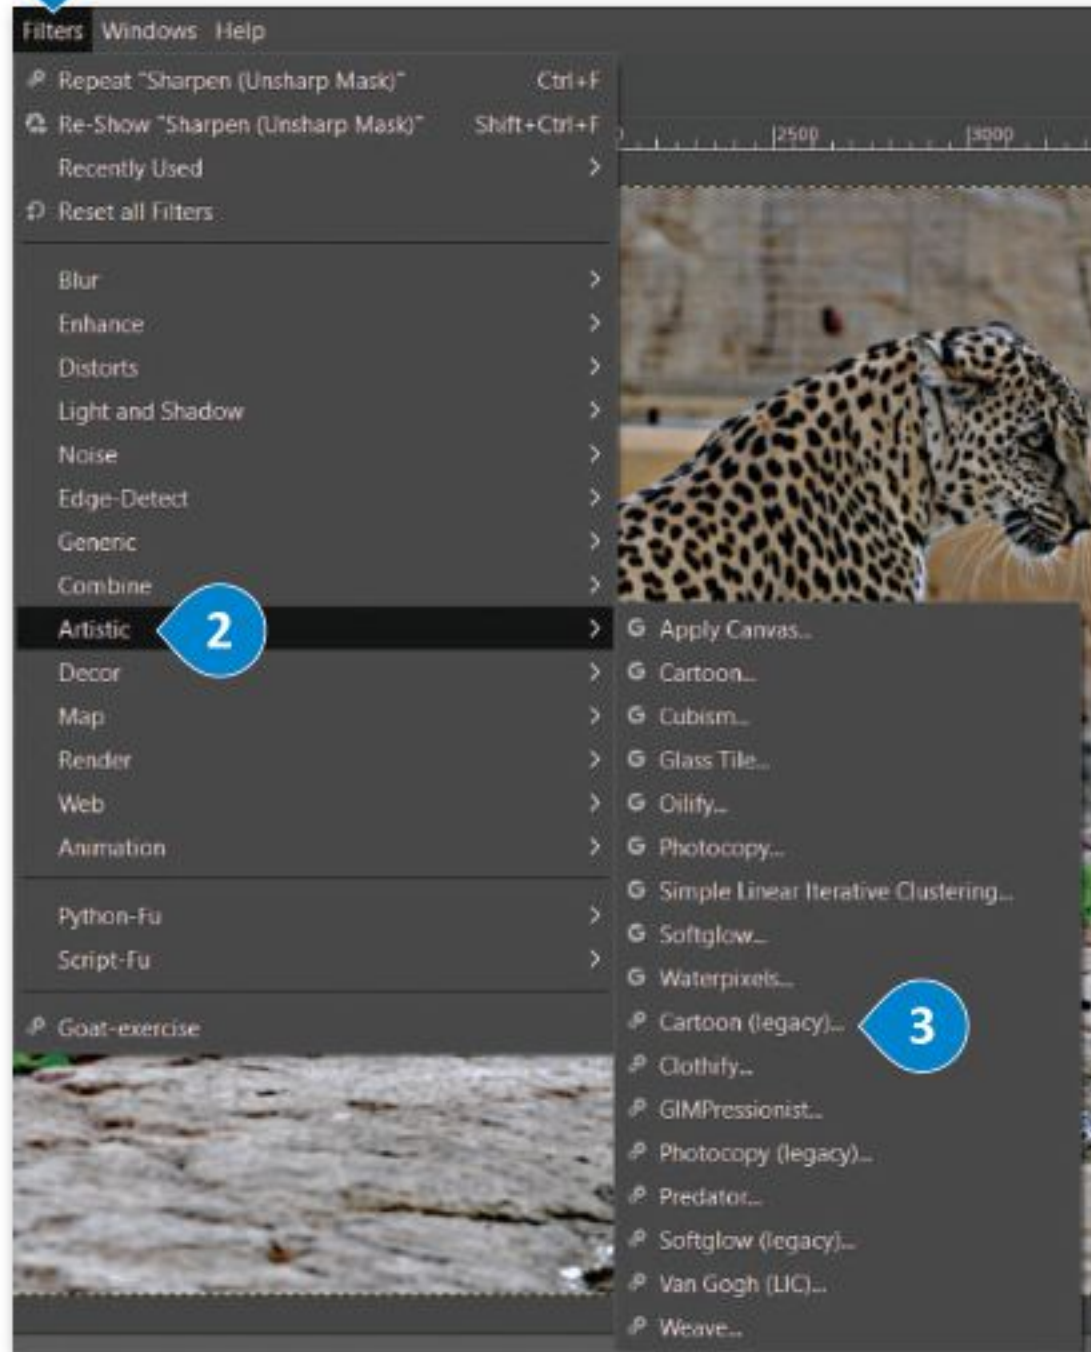 Filters Windows Help
Repeat "Sharpen (Unsharp Mask)" Ctrl+F
Re-Show "Sharpen (Unsharp Mask)" Shift+Ctrl+F
Recently Used
Reset all Filters
2500 3000
Blur
Enhance
Distorts
Light and Shadow
Noise
Edge-Detect
Generic
Combine
Artistic 2
Decor
Map
Render
Web
Animation
Python-Fu
Script-Fu
Goat-exercise
Apply Canvas...
Cartoon...
Cubism...
Glass Tile...
Oilify...
Photocopy...
Simple Linear Iterative Clustering...
Softglow...
Waterpixels...
Cartoon (legacy)... 3
Clothify...
GIMPressionist...
Photocopy (legacy)...
Predator...
Softglow (legacy)...
Van Gogh (LIC)...
Weave...